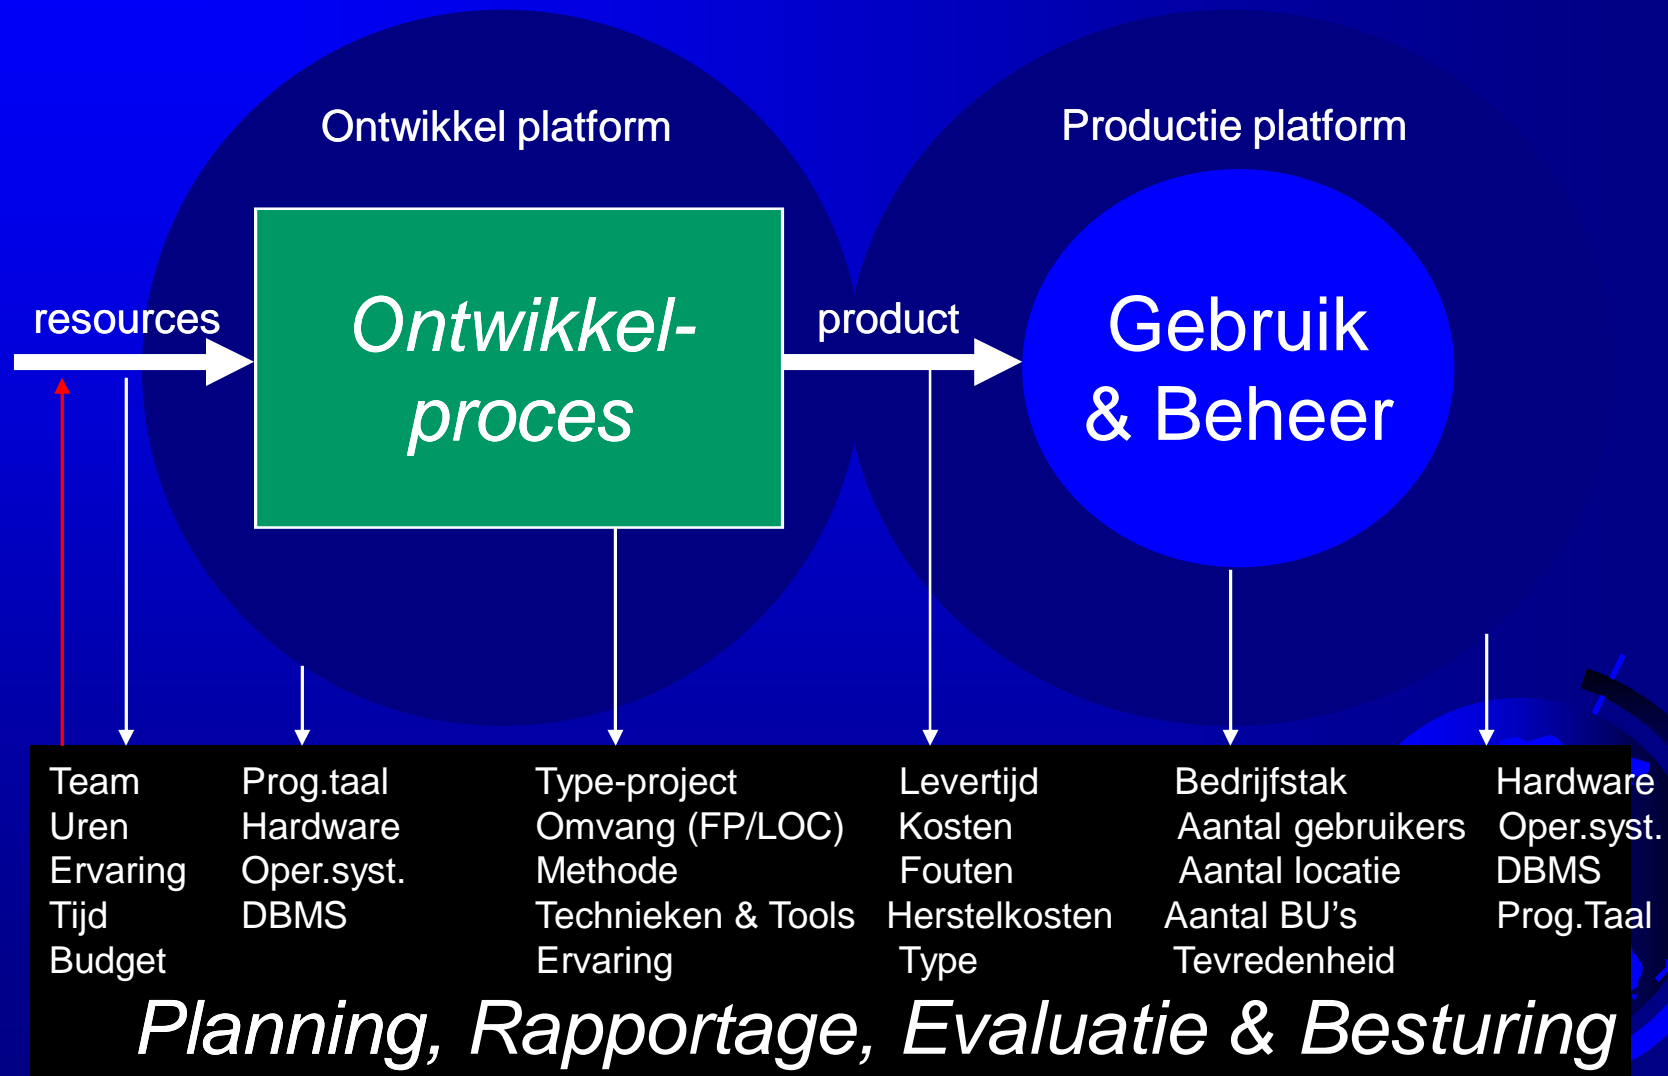 Ontwikkel platform
Productie platform
resources
Ontwikkel-
proces
product
Gebruik
& Beheer
Team
Uren
Ervaring
Tijd
Budget
Prog.taal
Hardware
Oper.syst.
DBMS
Type-project
Omvang (FP/LOC)
Methode
Technieken & Tools
Ervaring
Levertijd
Kosten
Fouten
Herstelkosten
Type
Bedrijfstak
Aantal gebruikers
Aantal locatie
Aantal BU's
Tevredenheid
Hardware
Oper.syst.
DBMS
Prog.Taal
Planning, Rapportage, Evaluatie & Besturing